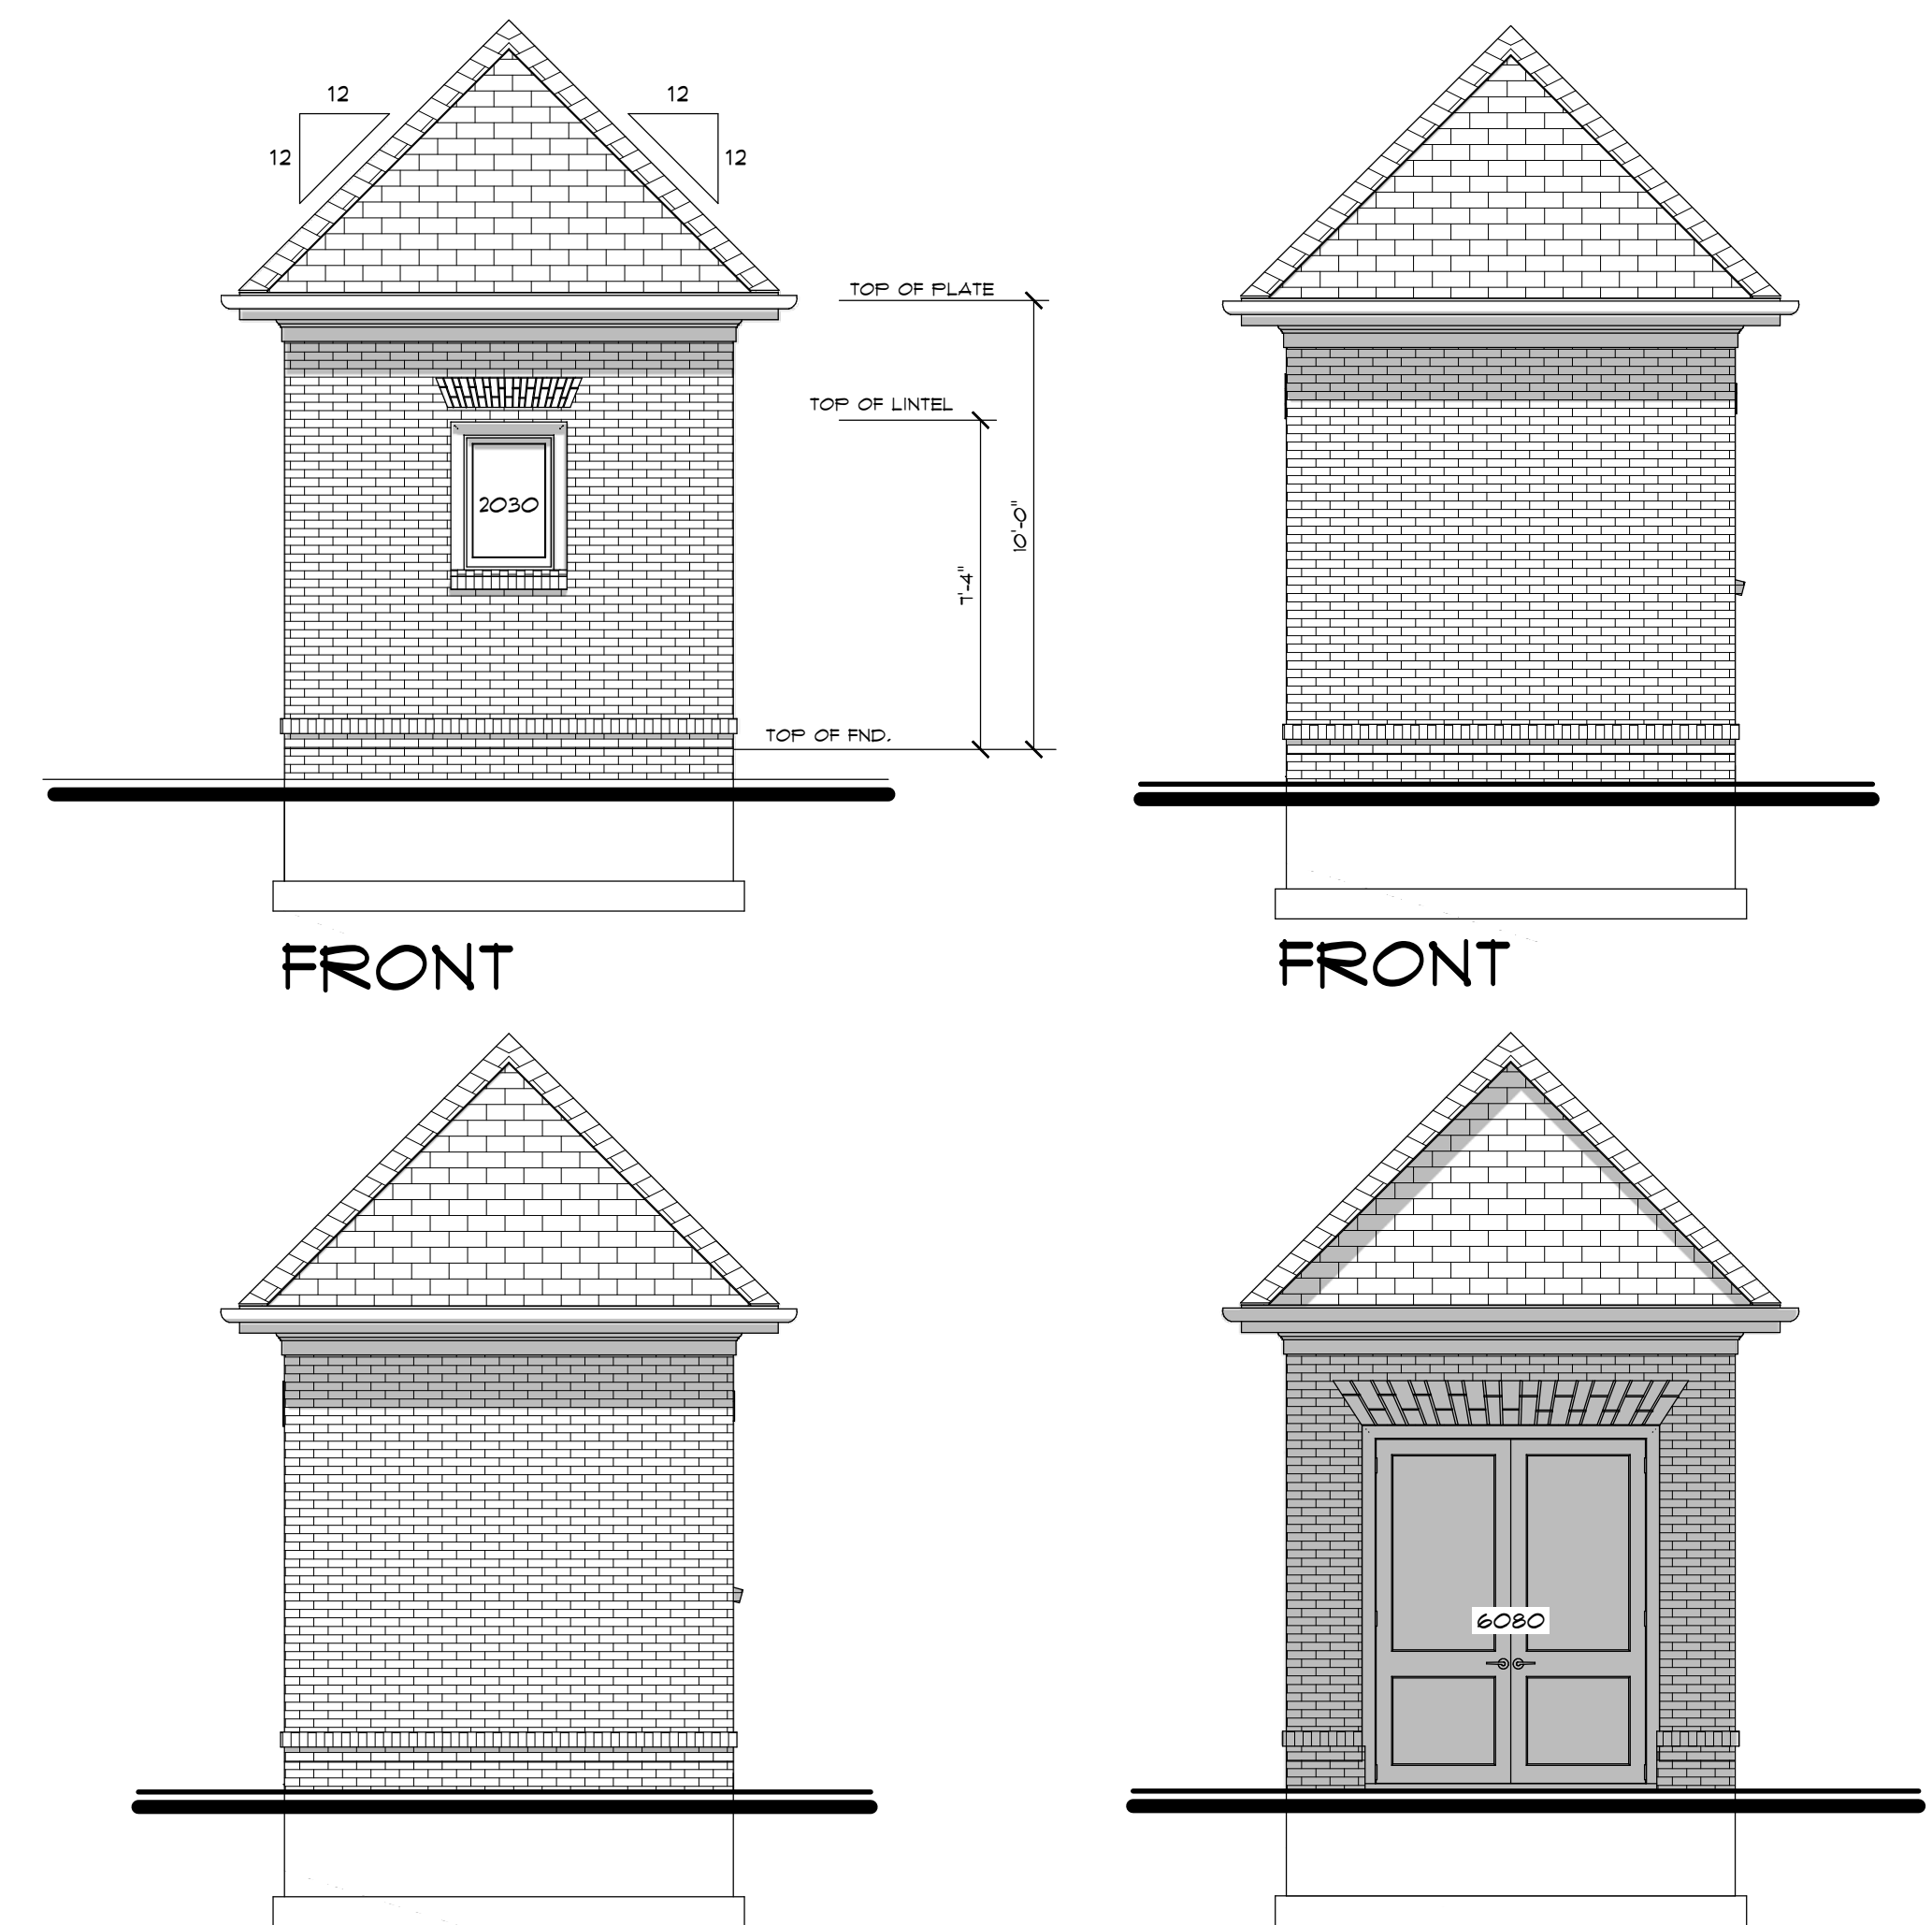 12
12
12
12
TOP OF PLATE
TOP OF LINTEL
2030
10'-0"
7'-4"
TOP OF FND.
FRONT
FRONT
6080